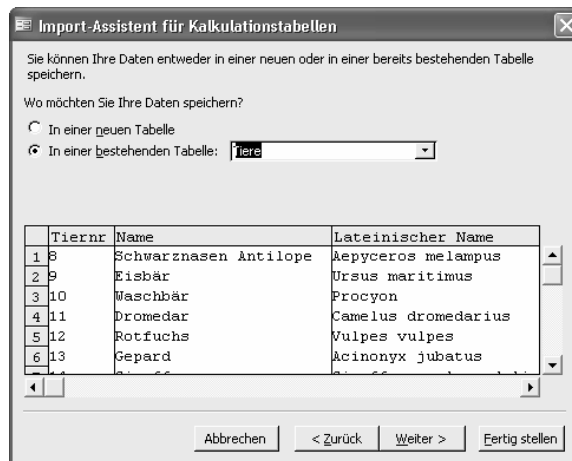 Import-Assistent für Kalkulationstabellen
Sie können Ihre Daten entweder in einer neuen oder in einer bereits bestehenden Tabelle
speichern.
Wo möchten Sie Ihre Daten speichern?
In einer neuen Tabelle
In einer bestehenden Tabelle: Tiere
Tiernr Name Lateinischer Name
1 8 Schwarznasen Antilope Aepyceros melampus
2 9 Eisbär Ursus maritimus
3 10 Waschbär Procyon
4 11 Dromedar Camelus dromedarius
5 12 Rotfuchs Vulpes vulpes
6 13 Gepard Acinonyx jubatus
Abbrechen < Zurück Weiter > Fertig stellen